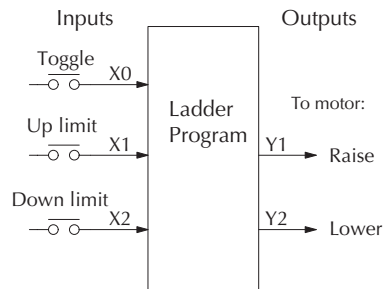 Inputs
Outputs
Toggle
X0
Ladder
Program
To motor:
Up limit
X1
Y1
Raise
Down limit
X2
Y2
Lower